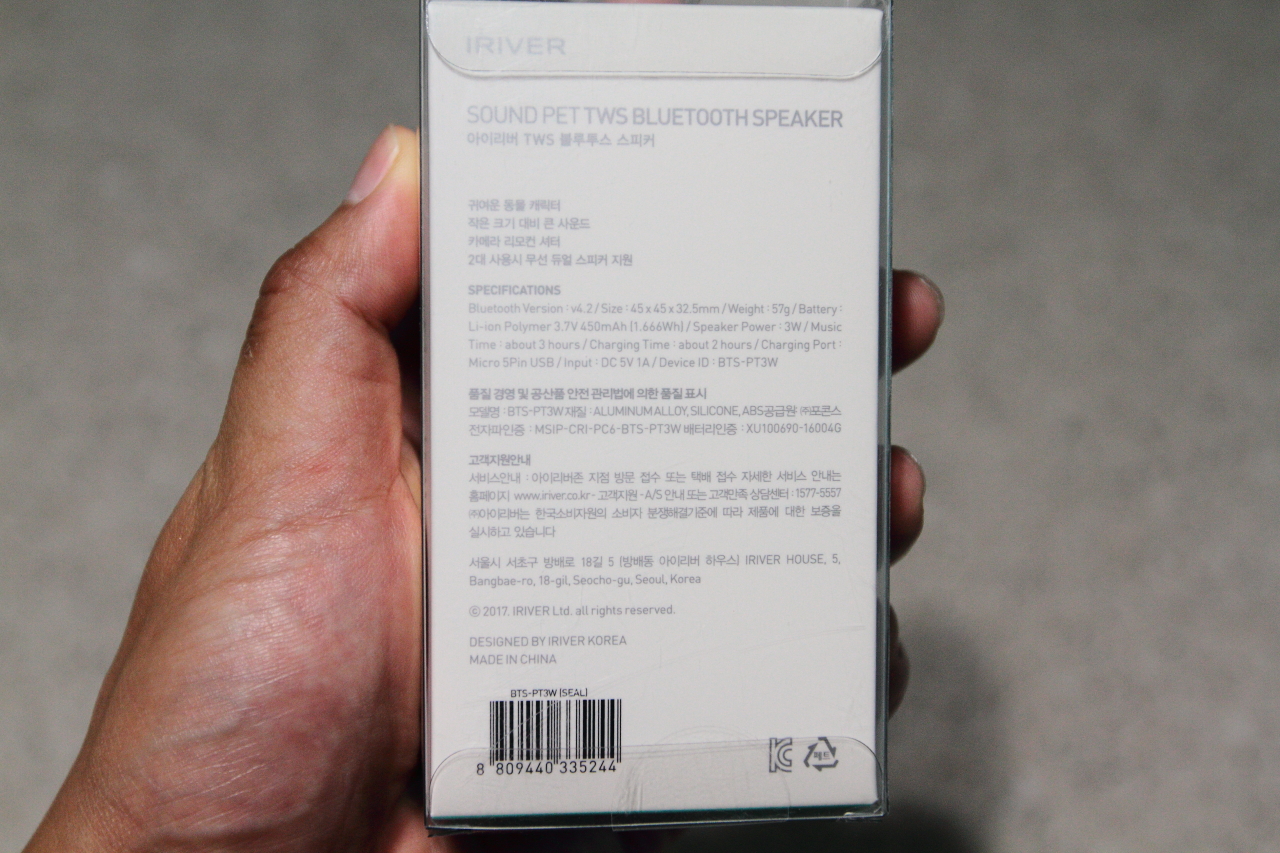 IRIVER
SOUND PET TWS BLUETOOTH SPEAKER
아이리버 TWS 블루투스 스피커
귀여운 동물 캐릭터
작은 크기 대비 큰 사운드
카메라 리모컨 셔터
2대 사용시 무선 듀얼 스피커 지원
SPECIFICATIONS
Bluetooth Version : v4.2 / Size : 45 x 45 x 32.5mm / Weight : 57g / Battery :
Li-ion Polymer 3.7V 450mAh (1.666Wh) / Speaker Power : 3W / Music
Time : about 3 hours / Charging Time : about 2 hours / Charging Port :
Micro 5Pin USB / Input : DC 5V 1A / Device ID : BTS-PT3W
품질 경영 및 공산품 안전 관리법에 의한 품질 표시
모델명 : BTS-PT3W 재질 : ALUMINUM ALLOY, SILICONE, ABS 공급원 ㈜포콘스
전자파인증 : MSIP-CRI-PC6-BTS-PT3W 배터리인증 : XU100690-16004G
고객지원안내
서비스안내 : 아이리버존 지점 방문 접수 또는 택배 접수 자세한 서비스 안내는
홈페이지 www.iriver.co.kr - 고객지원 - A/S 안내 또는 고객만족 상담센터 : 1577-5557
㈜아이리버는 한국소비자원의 소비자 분쟁해결기준에 따라 제품에 대한 보증을
실시하고 있습니다
서울시 서초구 방배로 18길 5 (방배동 아이리버 하우스) IRIVER HOUSE, 5,
Bangbae-ro, 18-gil, Seocho-gu, Seoul, Korea
ⓒ 2017. IRIVER Ltd. all rights reserved.
DESIGNED BY IRIVER KOREA
MADE IN CHINA
BTS-PT3W (SEAL)
8 809440 335244
페트